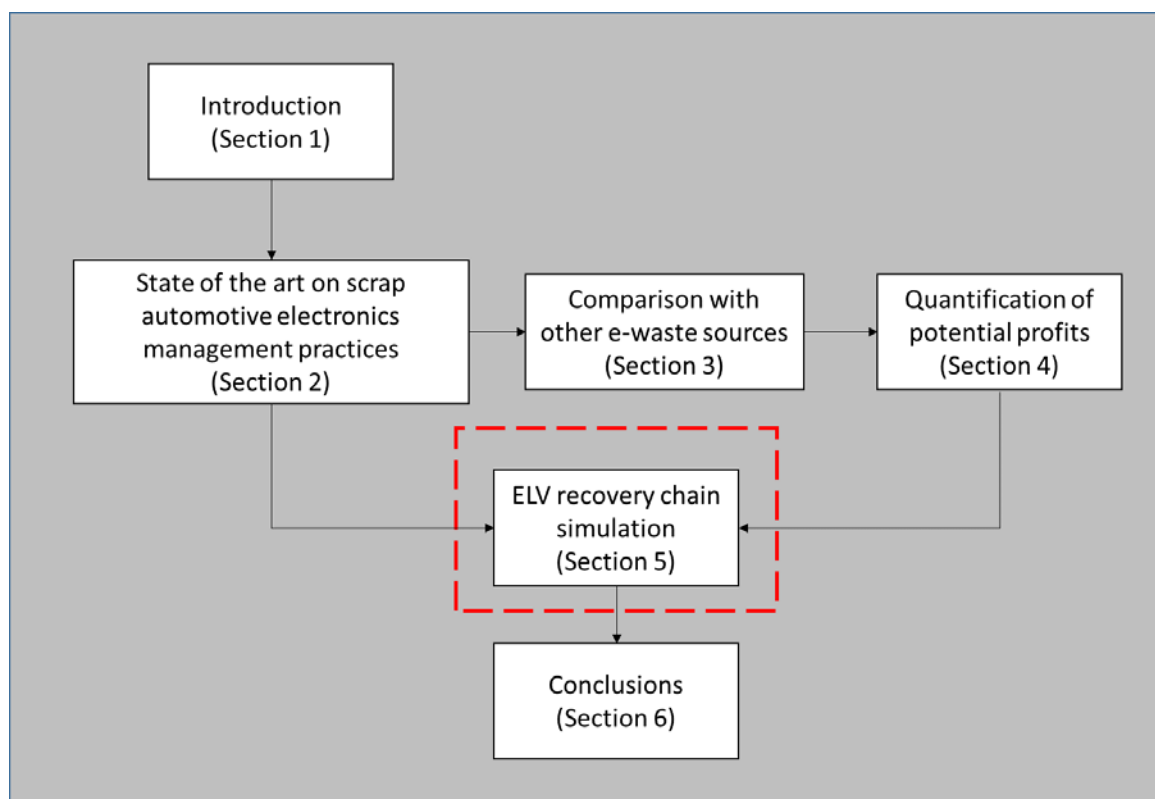 Introduction
(Section 1)
State of the art on scrap
automotive electronics
management practices
(Section 2)
Comparison with
other e-waste sources
(Section 3)
Quantification of
potential profits
(Section 4)
ELV recovery chain
simulation
(Section 5)
Conclusions
(Section 6)